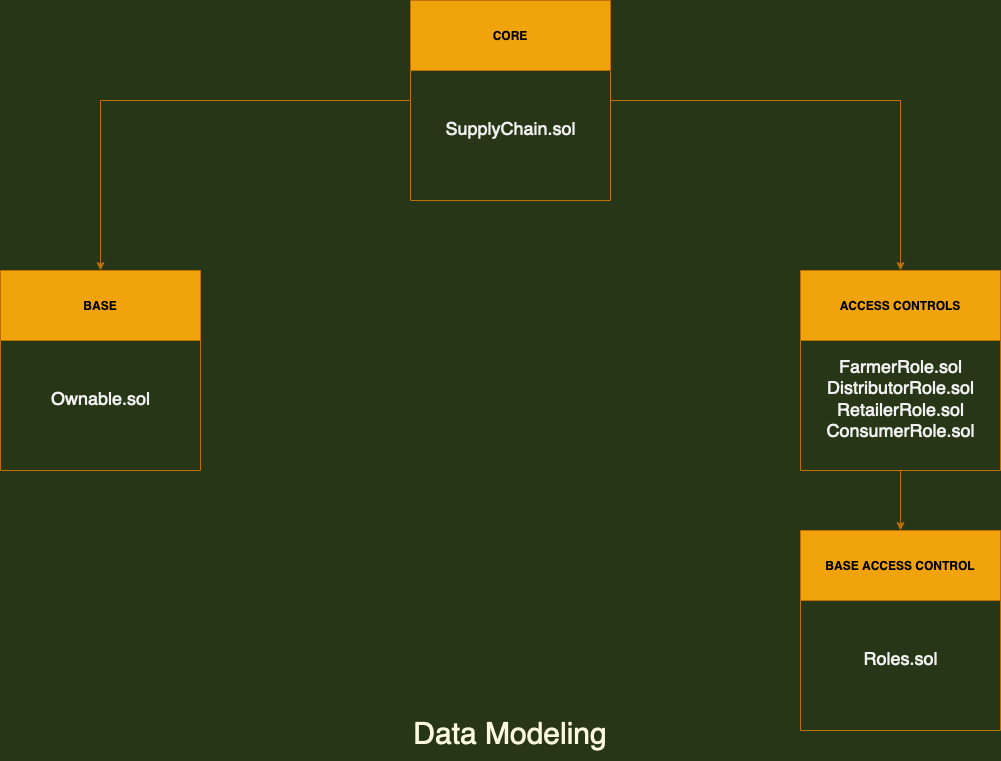 CORE
SupplyChain.sol
BASE
Ownable.sol
ACCESS CONTROLS
FarmerRole.sol
DistributorRole.sol
RetailerRole.sol
ConsumerRole.sol
BASE ACCESS CONTROL
Roles.sol
Data Modeling